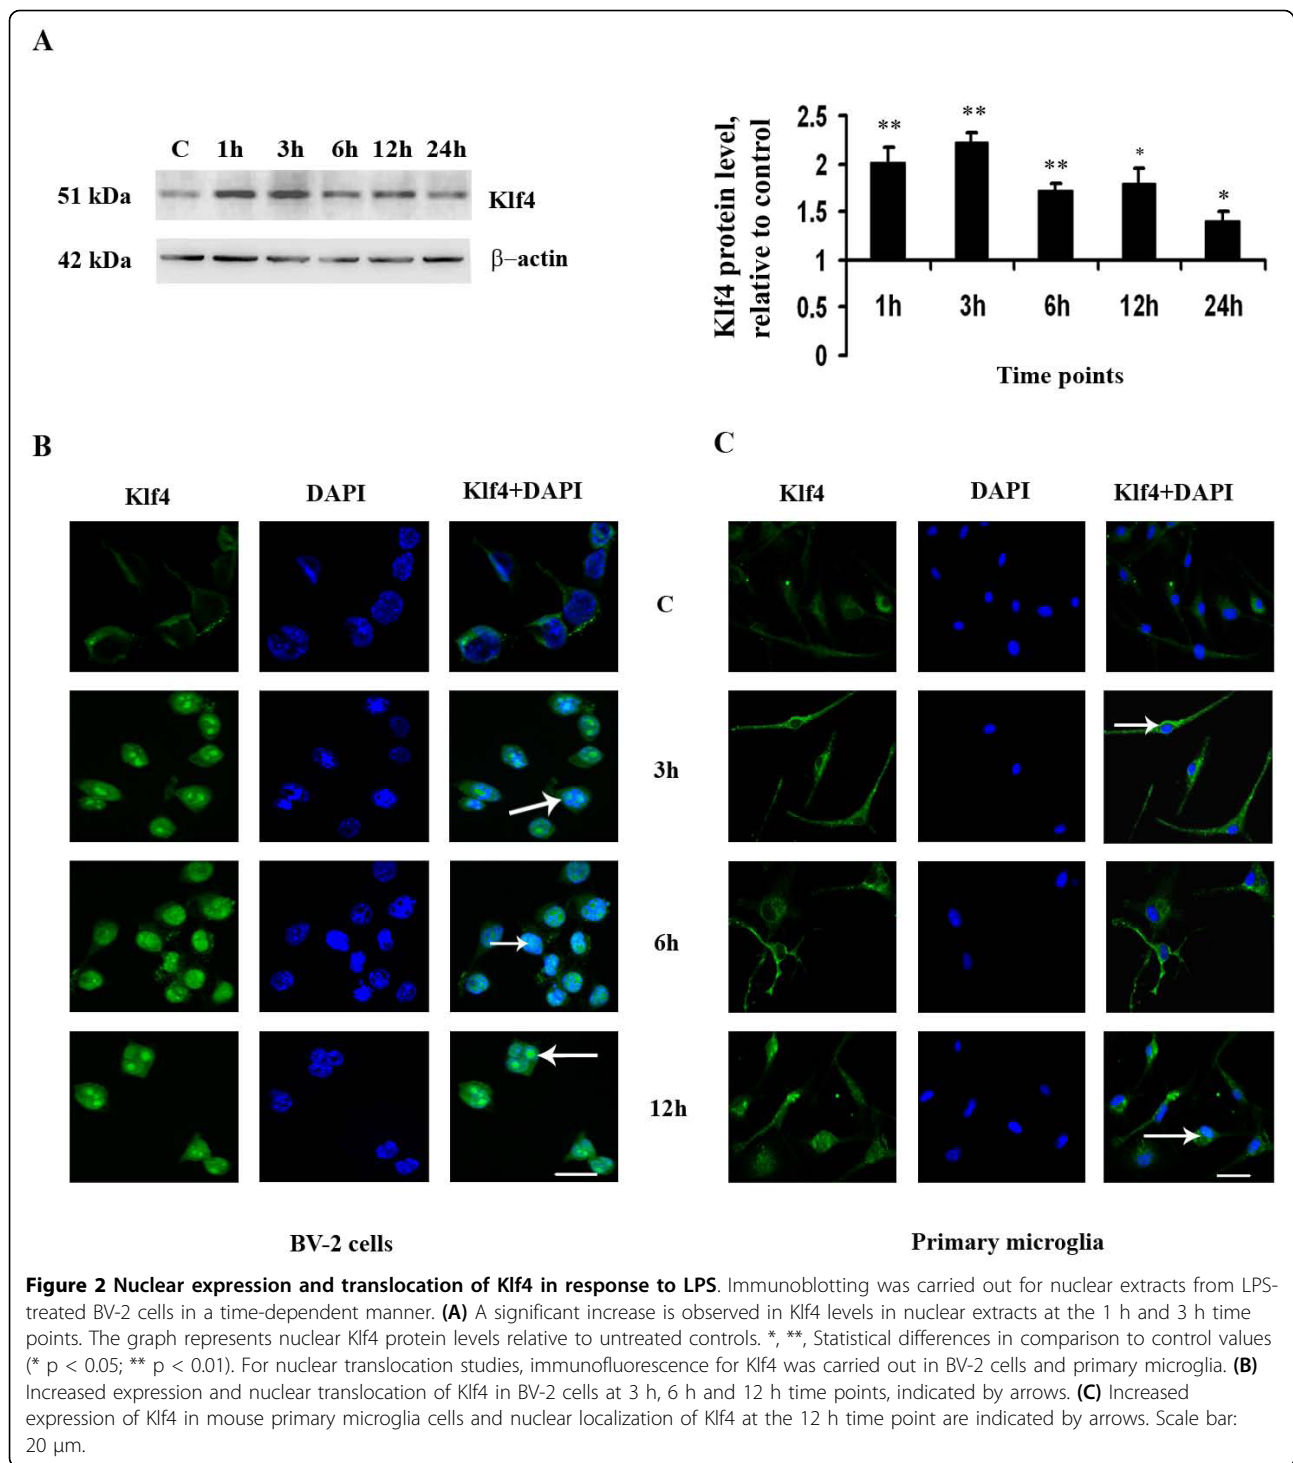 A
C 1h 3h 6h 12h 24h
51 kDa Klf4
42 kDa β–actin
Klf4 protein level,
relative to control
2.5
2
1.5
1
0.5
0
** ** ** * *
1h 3h 6h 12h 24h
Time points
B
Klf4 DAPI Klf4+DAPI
C
Klf4 DAPI Klf4+DAPI
C
3h
6h
12h
BV-2 cells
Primary microglia
Figure 2 Nuclear expression and translocation of Klf4 in response to LPS. Immunoblotting was carried out for nuclear extracts from LPS-
treated BV-2 cells in a time-dependent manner. (A) A significant increase is observed in Klf4 levels in nuclear extracts at the 1 h and 3 h time
points. The graph represents nuclear Klf4 protein levels relative to untreated controls. *, **, Statistical differences in comparison to control values
(* p < 0.05; ** p < 0.01). For nuclear translocation studies, immunofluorescence for Klf4 was carried out in BV-2 cells and primary microglia. (B)
Increased expression and nuclear translocation of Klf4 in BV-2 cells at 3 h, 6 h and 12 h time points, indicated by arrows. (C) Increased
expression of Klf4 in mouse primary microglia cells and nuclear localization of Klf4 at the 12 h time point are indicated by arrows. Scale bar:
20 μm.